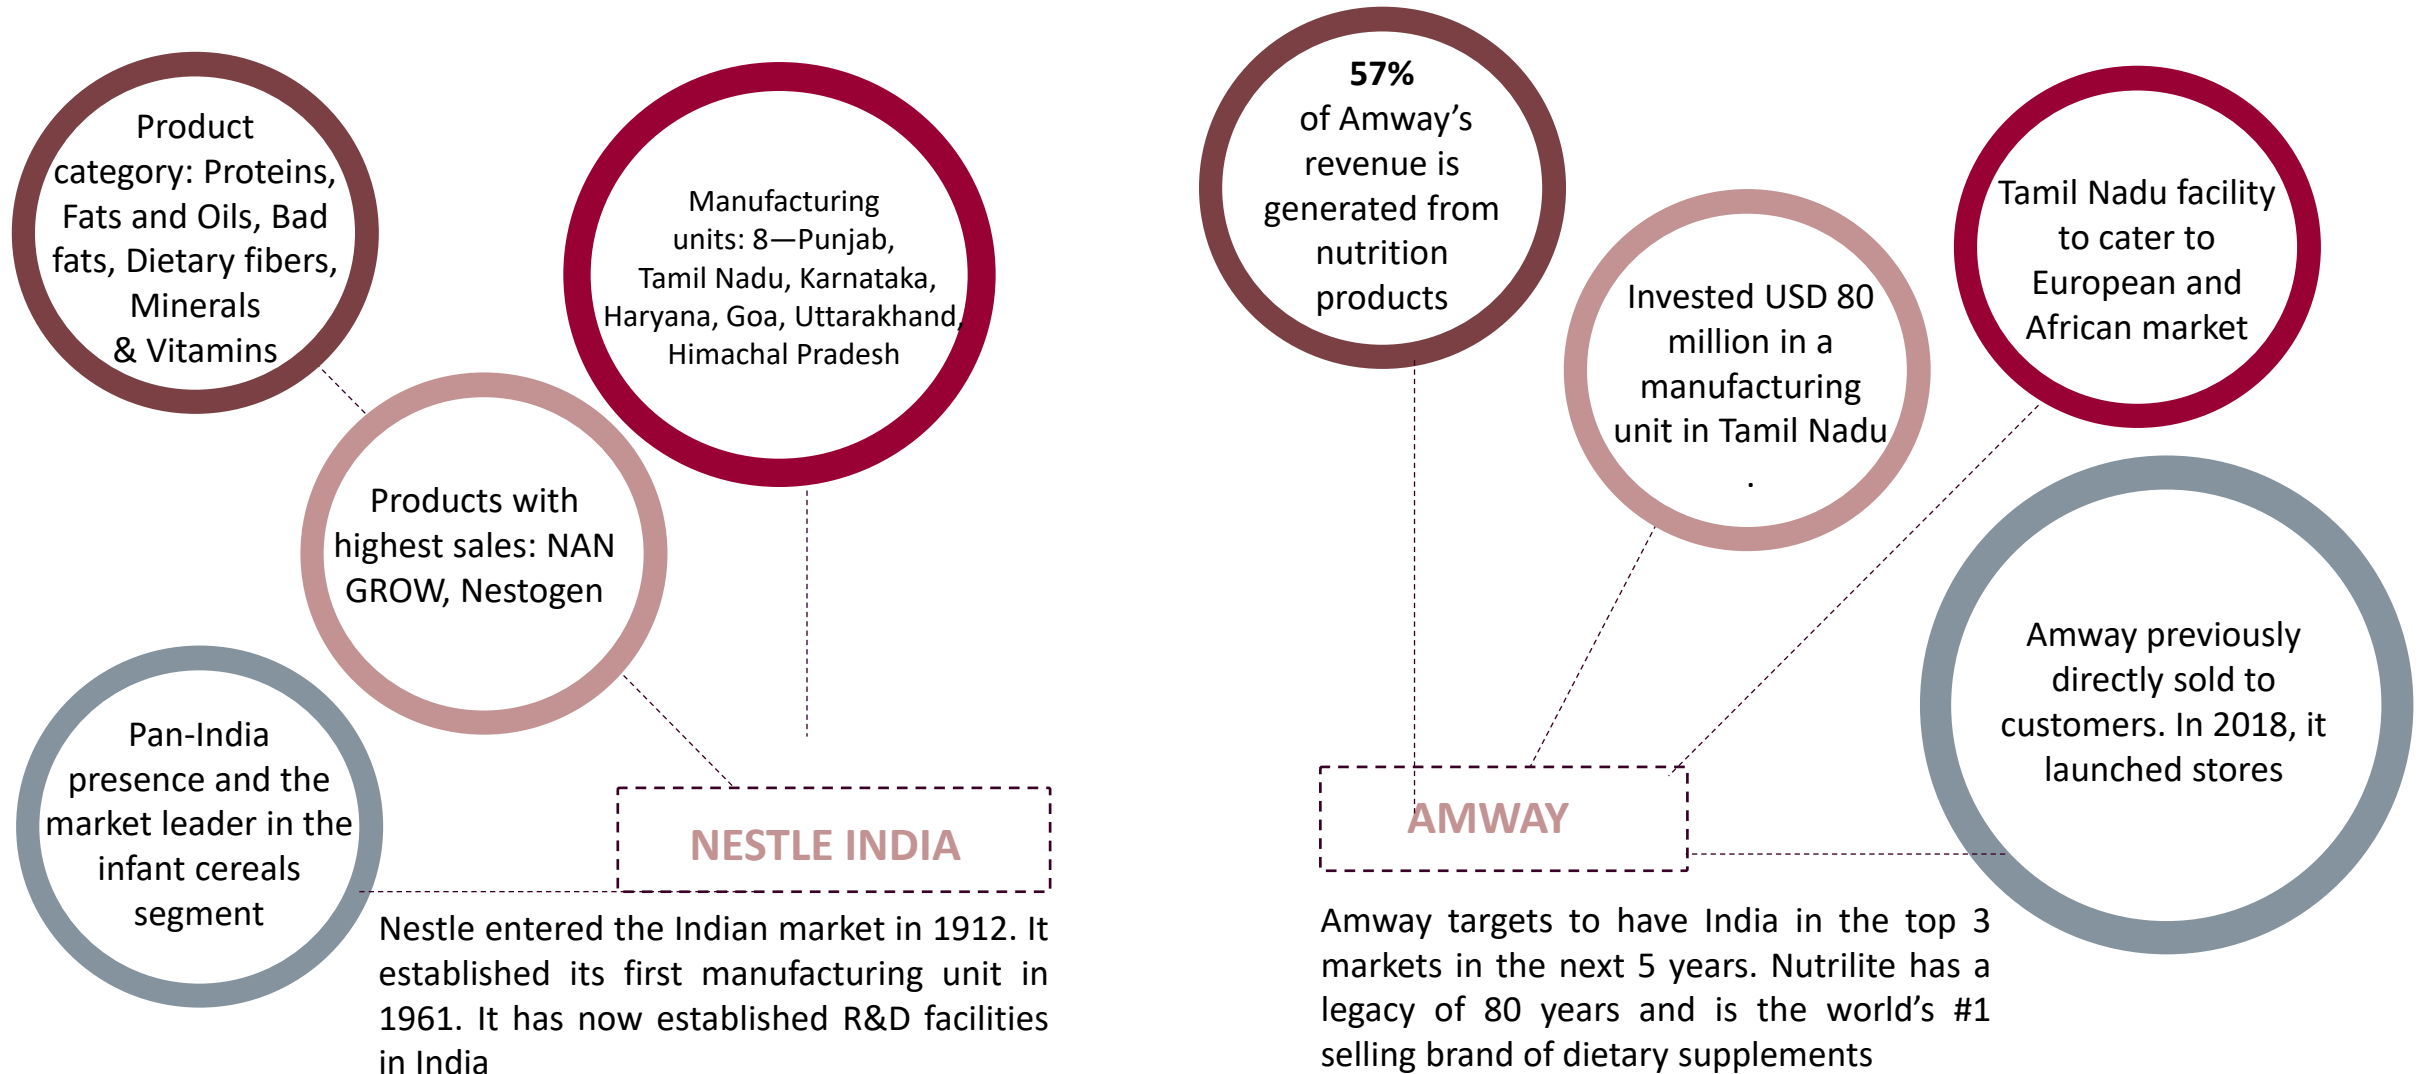 Product
category: Proteins,
Fats and Oils, Bad
fats, Dietary fibers,
Minerals
& Vitamins
Manufacturing
units: 8—Punjab,
Tamil Nadu, Karnataka,
Haryana, Goa, Uttarakhand,
Himachal Pradesh
Products with
highest sales: NAN
GROW, Nestogen
Pan-India
presence and the
market leader in the
infant cereals
segment
NESTLE INDIA
Nestle entered the Indian market in 1912. It
established its first manufacturing unit in
1961. It has now established R&D facilities
in India
57%
of Amway’s
revenue is
generated from
nutrition
products
Invested USD 80
million in a
manufacturing
unit in Tamil Nadu
.
Tamil Nadu facility
to cater to
European and
African market
Amway previously
directly sold to
customers. In 2018, it
launched stores
AMWAY
Amway targets to have India in the top 3
markets in the next 5 years. Nutrilite has a
legacy of 80 years and is the world’s #1
selling brand of dietary supplements